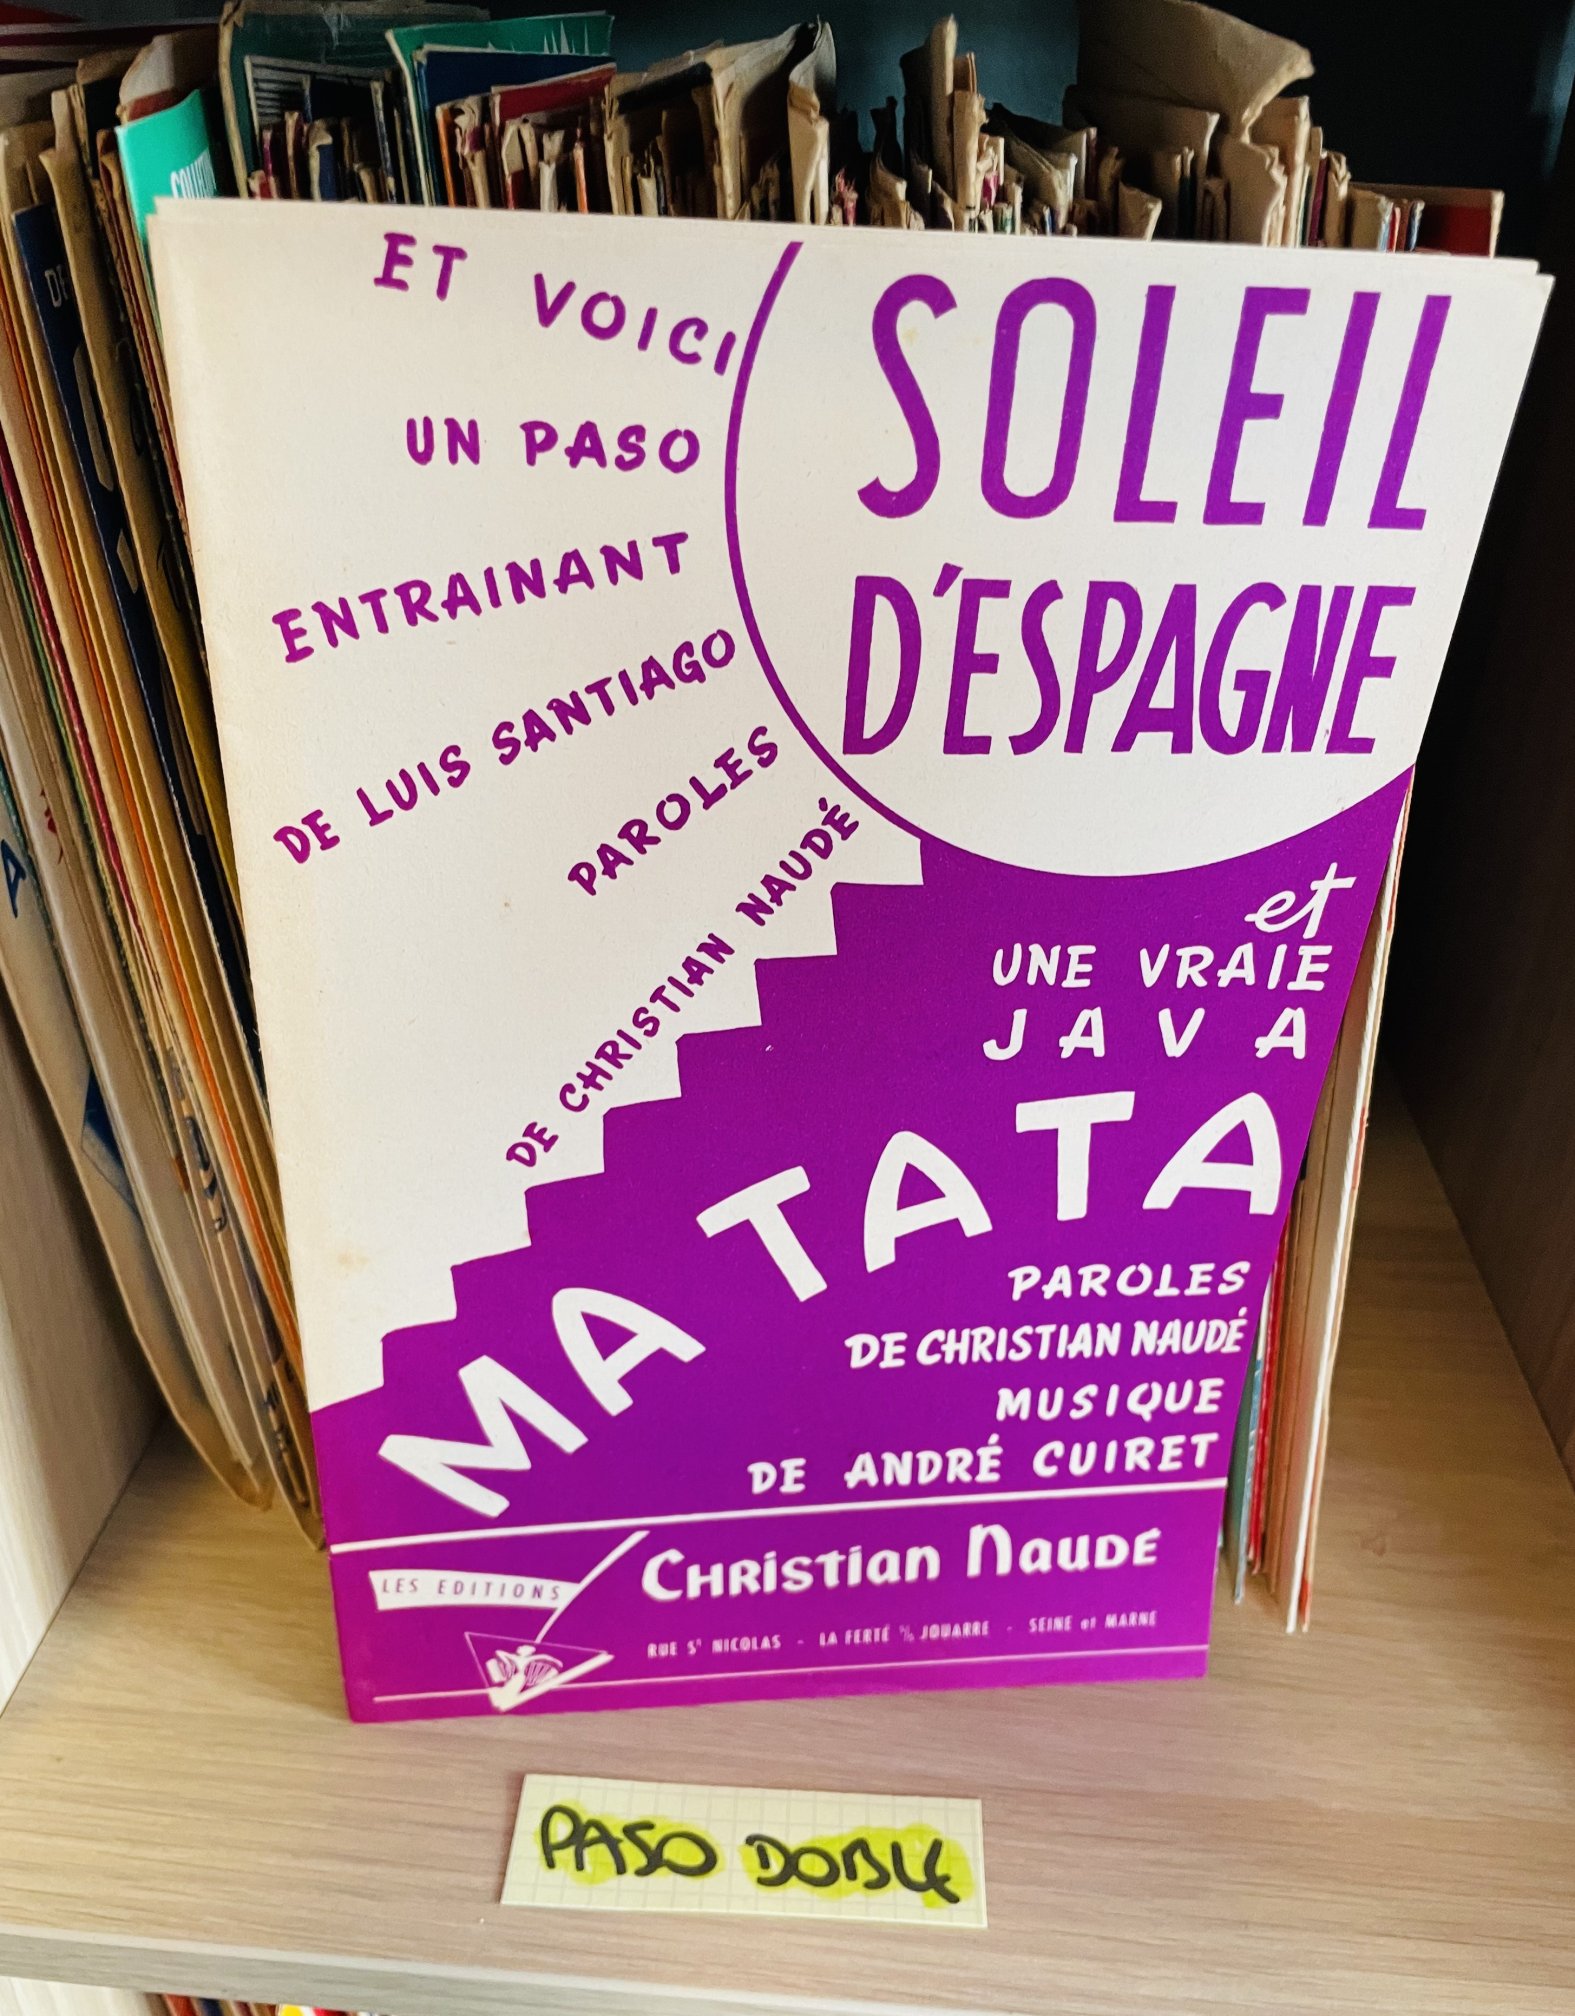 ET VOICI
UN PASO
ENTRAINANT
DE LUIS SANTIAGO
PAROLES
DE CHRISTIAN NAUDÉ
SOLEIL
D'ESPAGNE
et
UNE VRAIE
JAVA
MA TATA
PAROLES
DE CHRISTIAN NAUDÉ
MUSIQUE
DE ANDRÉ CUIRET
LES EDITIONS
CHRISTIAN NAUDÉ
RUE St NICOLAS - LA FERTÉ s/s JOUARRE - SEINE et MARNE
PASO DOBLE